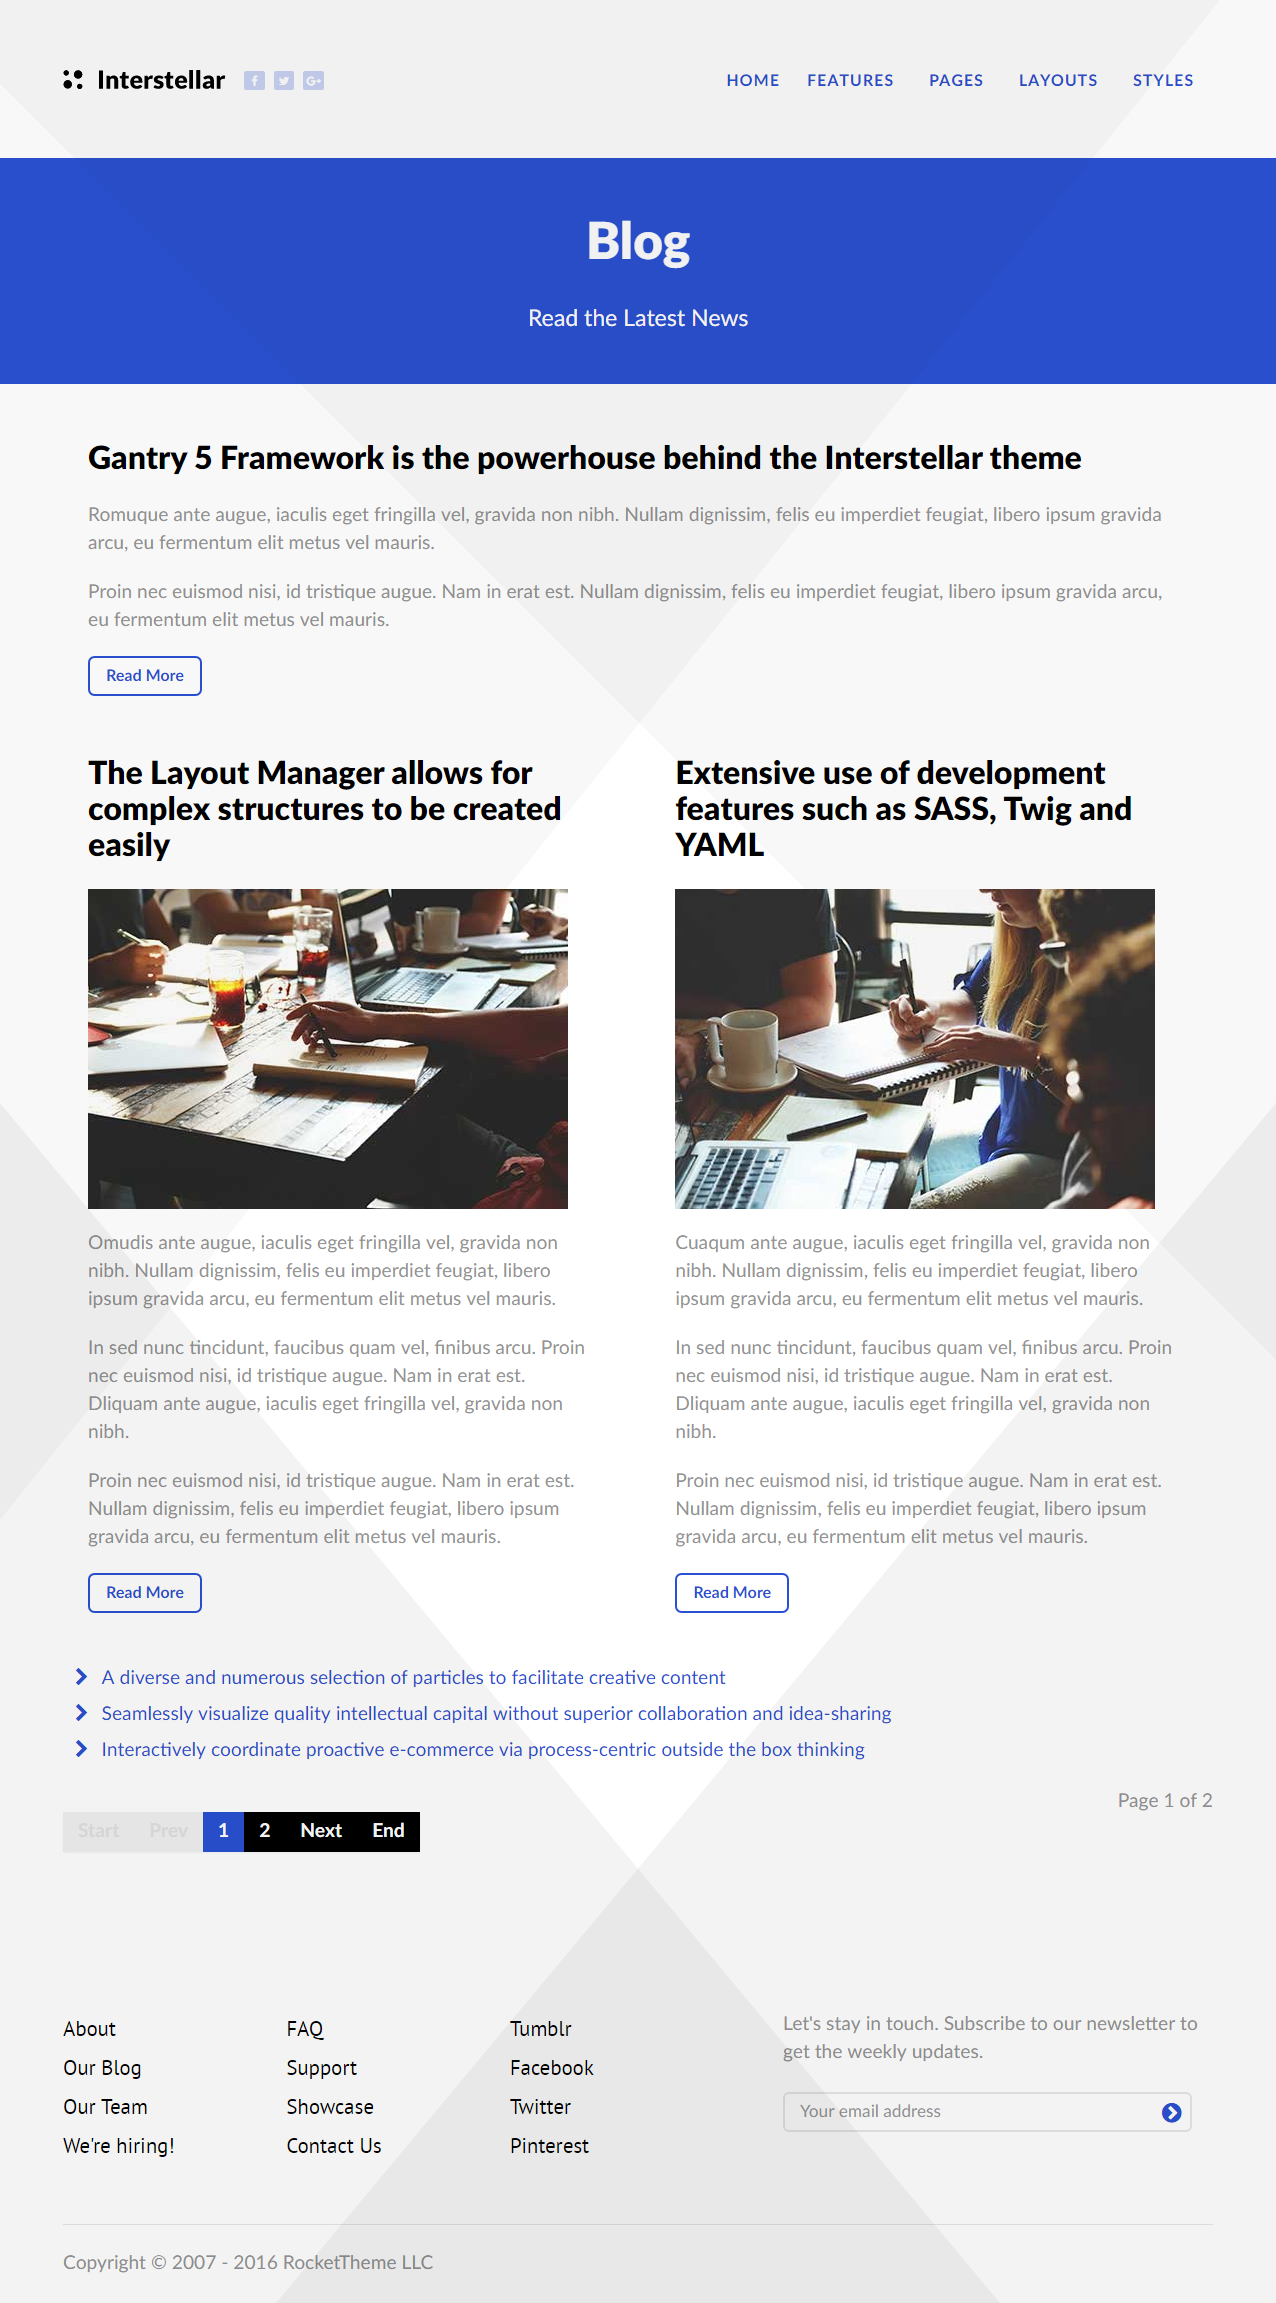 Interstellar
HOME FEATURES PAGES LAYOUTS STYLES
Blog
Read the Latest News
Gantry 5 Framework is the powerhouse behind the Interstellar theme
Romuque ante augue, iaculis eget fringilla vel, gravida non nibh. Nullam dignissim, felis eu imperdiet feugiat, libero ipsum gravida
arcu, eu fermentum elit metus vel mauris.
Proin nec euismod nisi, id tristique augue. Nam in erat est. Nullam dignissim, felis eu imperdiet feugiat, libero ipsum gravida arcu,
eu fermentum elit metus vel mauris.
Read More
The Layout Manager allows for
complex structures to be created
easily
Omudis ante augue, iaculis eget fringilla vel, gravida non
nibh. Nullam dignissim, felis eu imperdiet feugiat, libero
ipsum gravida arcu, eu fermentum elit metus vel mauris.
In sed nunc tincidunt, faucibus quam vel, finibus arcu. Proin
nec euismod nisi, id tristique augue. Nam in erat est.
Dliquam ante augue, iaculis eget fringilla vel, gravida non
nibh.
Proin nec euismod nisi, id tristique augue. Nam in erat est.
Nullam dignissim, felis eu imperdiet feugiat, libero ipsum
gravida arcu, eu fermentum elit metus vel mauris.
Read More
Extensive use of development
features such as SASS, Twig and
YAML
Cuaqum ante augue, iaculis eget fringilla vel, gravida non
nibh. Nullam dignissim, felis eu imperdiet feugiat, libero
ipsum gravida arcu, eu fermentum elit metus vel mauris.
In sed nunc tincidunt, faucibus quam vel, finibus arcu. Proin
nec euismod nisi, id tristique augue. Nam in erat est.
Dliquam ante augue, iaculis eget fringilla vel, gravida non
nibh.
Proin nec euismod nisi, id tristique augue. Nam in erat est.
Nullam dignissim, felis eu imperdiet feugiat, libero ipsum
gravida arcu, eu fermentum elit metus vel mauris.
Read More
A diverse and numerous selection of particles to facilitate creative content
Seamlessly visualize quality intellectual capital without superior collaboration and idea-sharing
Interactively coordinate proactive e-commerce via process-centric outside the box thinking
Page 1 of 2
Start Prev 1 2 Next End
About
Our Blog
Our Team
We're hiring!
FAQ
Support
Showcase
Contact Us
Tumblr
Facebook
Twitter
Pinterest
Let's stay in touch. Subscribe to our newsletter to
get the weekly updates.
Your email address
Copyright © 2007 - 2016 RocketTheme LLC